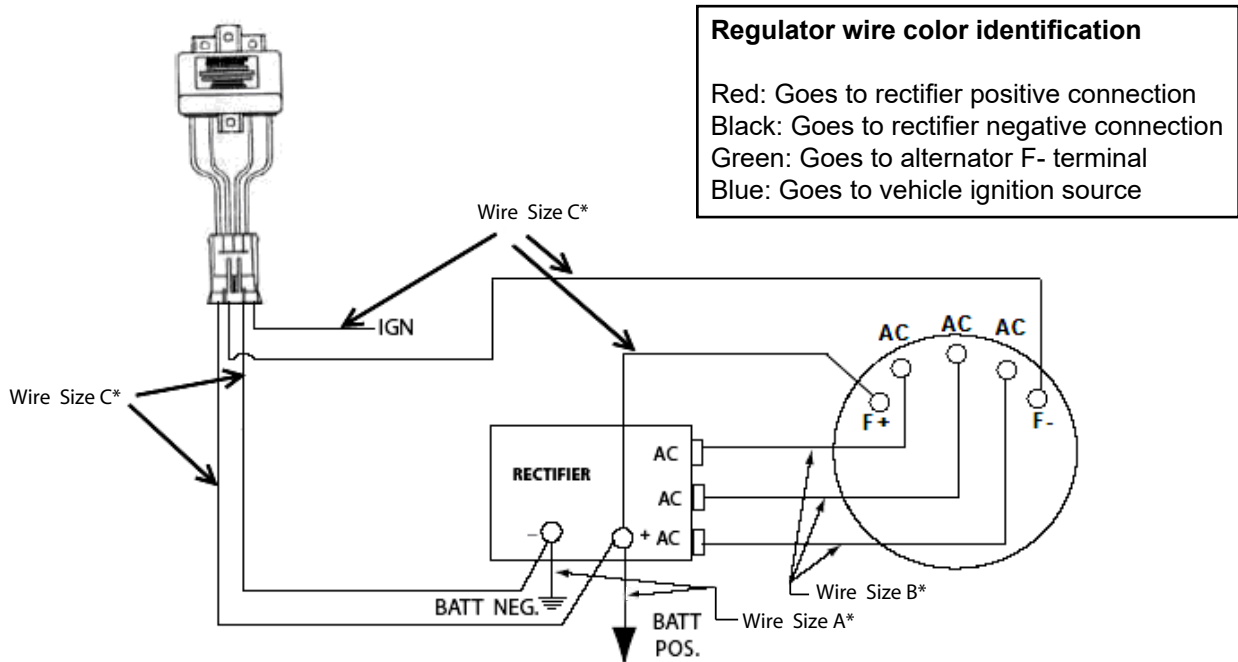 Regulator wire color identification
Red: Goes to rectifier positive connection
Black: Goes to rectifier negative connection
Green: Goes to alternator F- terminal
Blue: Goes to vehicle ignition source
Wire Size C*
IGN
AC
AC
AC
Wire Size C*
F+
F-
AC
RECTIFIER
AC
-
+ AC
Wire Size B*
BATT NEG.
Wire Size A*
BATT
POS.